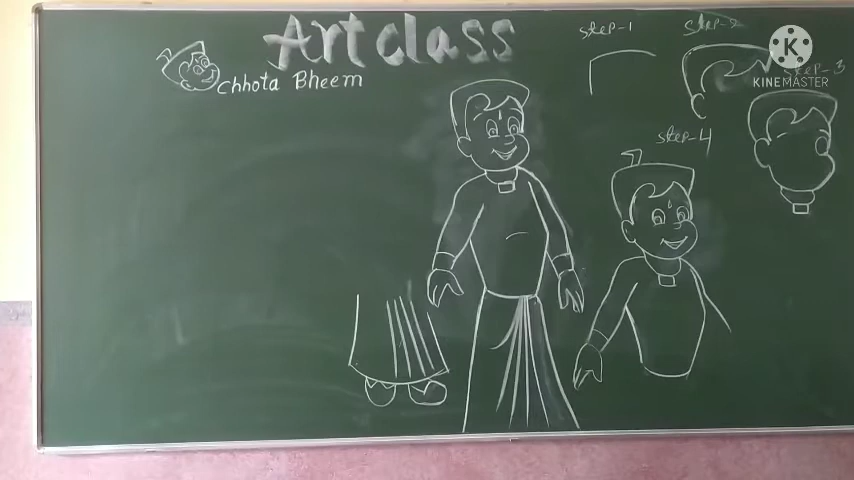 Art class
Chhota Bheem
Step-1
Step-2
Step-3
Step-4
KINEMASTER